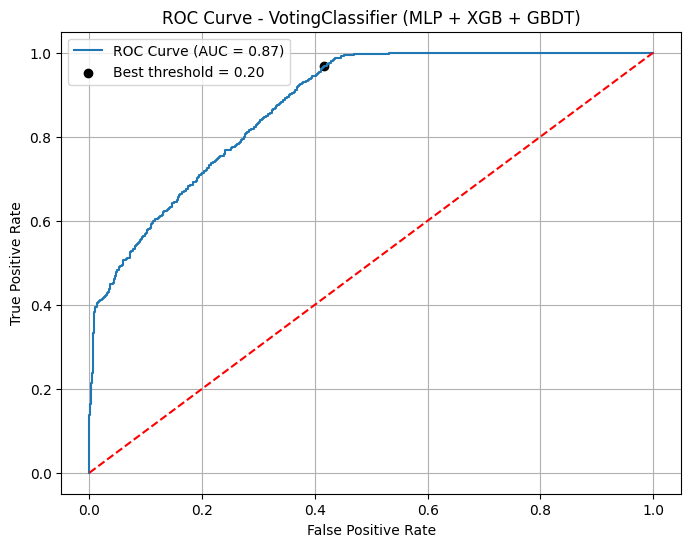 ROC Curve - VotingClassifier (MLP + XGB + GBDT)
ROC Curve (AUC = 0.87)
Best threshold = 0.20
True Positive Rate
1.0
0.8
0.6
0.4
0.2
0.0
0.0 0.2 0.4 0.6 0.8 1.0
False Positive Rate